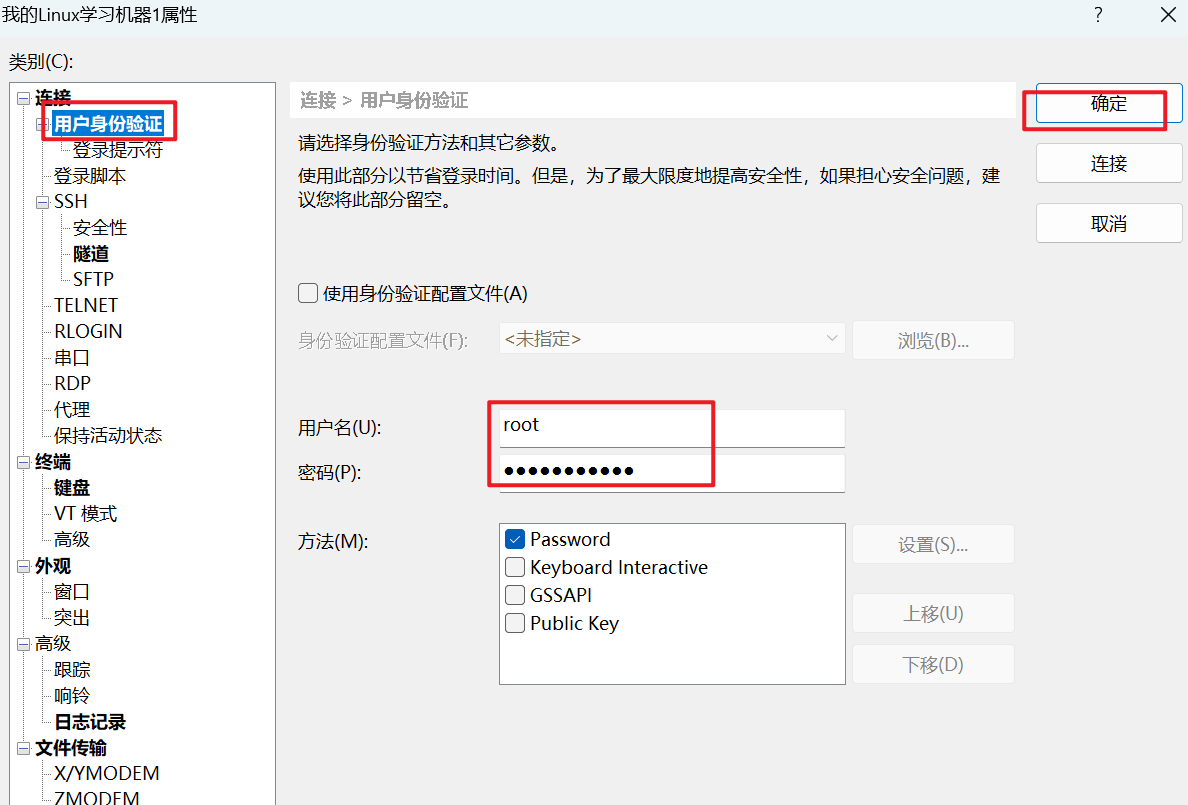 我的Linux学习机器1属性
?
类别(C):
连接
用户身份验证
登录提示符
登录脚本
SSH
安全性
隧道
SFTP
TELNET
RLOGIN
串口
RDP
代理
保持活动状态
终端
键盘
VT 模式
高级
外观
窗口
突出
高级
跟踪
响铃
日志记录
文件传输
X/YMODEM
ZMODEM
连接 > 用户身份验证
请选择身份验证方法和其它参数。
使用此部分以节省登录时间。但是，为了最大限度地提高安全性，如果担心安全问题，建
议您将此部分留空。
使用身份验证配置文件(A)
身份验证配置文件(F):
<未指定>
浏览(B)...
用户名(U):
root
密码(P):
●●●●●●●●●●●
方法(M):
Password
Keyboard Interactive
GSSAPI
Public Key
设置(S)...
上移(U)
下移(D)
确定
连接
取消